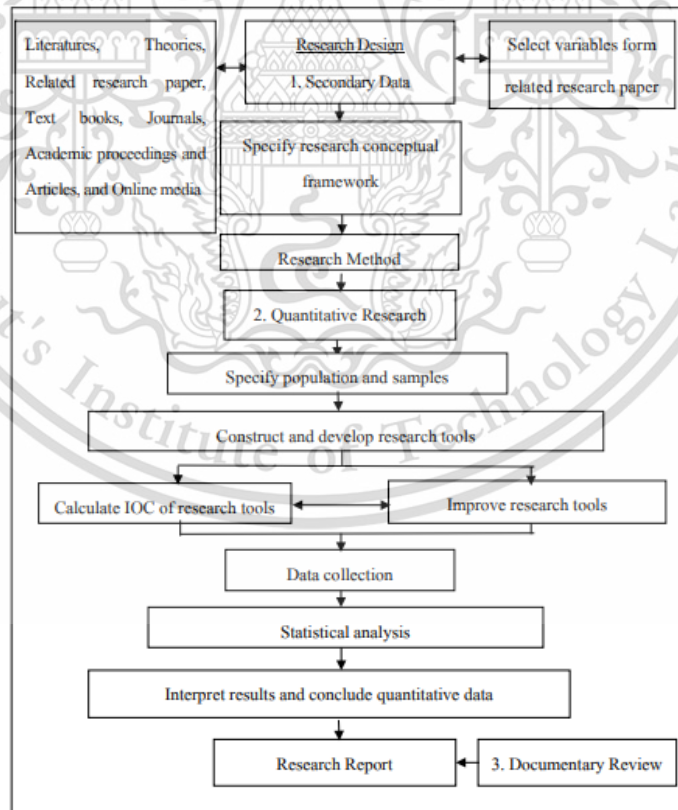 Literatures, Theories,
Related research paper,
Text books, Journals,
Academic proceedings and
Articles, and Online media
Research Design
1. Secondary Data
Select variables form
related research paper
Specify research conceptual
framework
Research Method
2. Quantitative Research
Specify population and samples
Construct and develop research tools
Calculate IOC of research tools
Improve research tools
Data collection
Statistical analysis
Interpret results and conclude quantitative data
Research Report
3. Documentary Review
's Institute of Technology